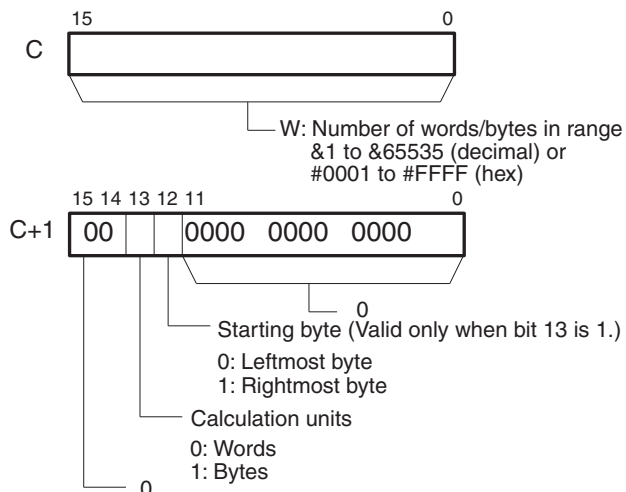 15 0
C
W: Number of words/bytes in range
&1 to &65535 (decimal) or
#0001 to #FFFF (hex)
15 14 13 12 11 0
C+1 00 0000 0000 0000
0
Starting byte (Valid only when bit 13 is 1.)
0: Leftmost byte
1: Rightmost byte
Calculation units
0: Words
1: Bytes
0